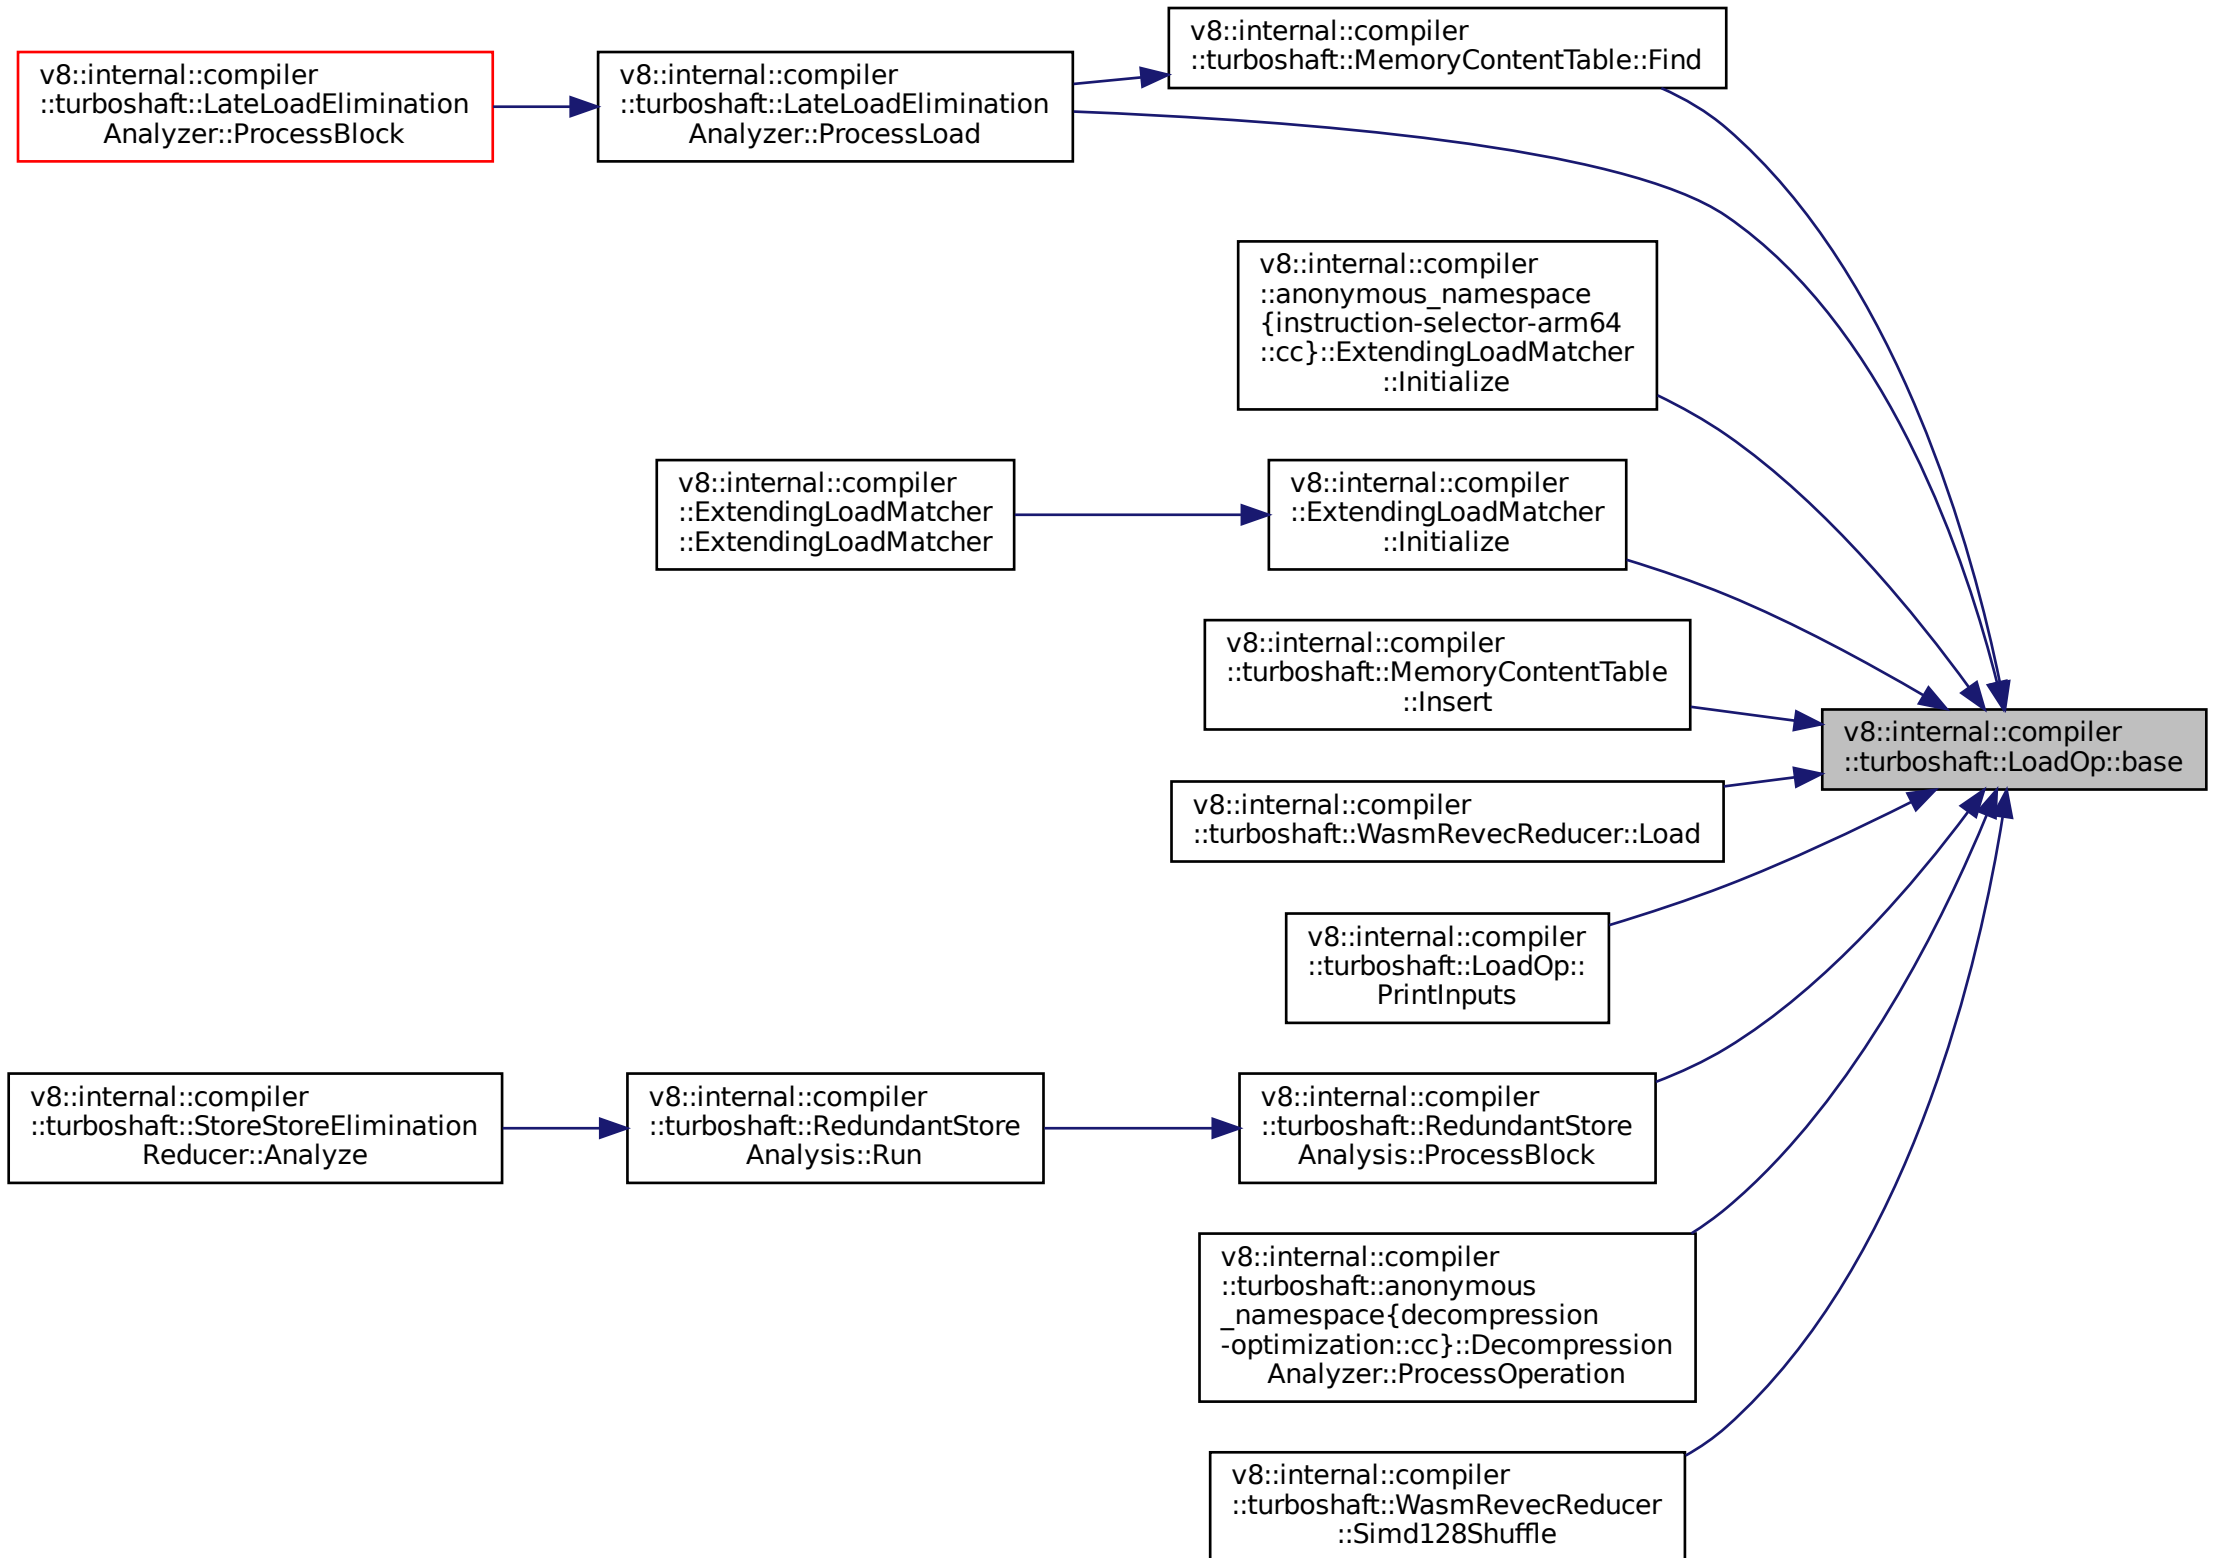 v8::internal::compiler
::turboshaft::MemoryContentTable::Find
v8::internal::compiler
::turboshaft::LateLoadElimination
Analyzer::ProcessBlock
v8::internal::compiler
::turboshaft::LateLoadElimination
Analyzer::ProcessLoad
v8::internal::compiler
::anonymous_namespace
{instruction-selector-arm64
::cc}::ExtendingLoadMatcher
::Initialize
v8::internal::compiler
::ExtendingLoadMatcher
::ExtendingLoadMatcher
v8::internal::compiler
::ExtendingLoadMatcher
::Initialize
v8::internal::compiler
::turboshaft::MemoryContentTable
::Insert
v8::internal::compiler
::turboshaft::LoadOp::base
v8::internal::compiler
::turboshaft::WasmRevecReducer::Load
v8::internal::compiler
::turboshaft::LoadOp::
PrintInputs
v8::internal::compiler
::turboshaft::StoreStoreElimination
Reducer::Analyze
v8::internal::compiler
::turboshaft::RedundantStore
Analysis::Run
v8::internal::compiler
::turboshaft::RedundantStore
Analysis::ProcessBlock
v8::internal::compiler
::turboshaft::anonymous
_namespace{decompression
-optimization::cc}::Decompression
Analyzer::ProcessOperation
v8::internal::compiler
::turboshaft::WasmRevecReducer
::Simd128Shuffle